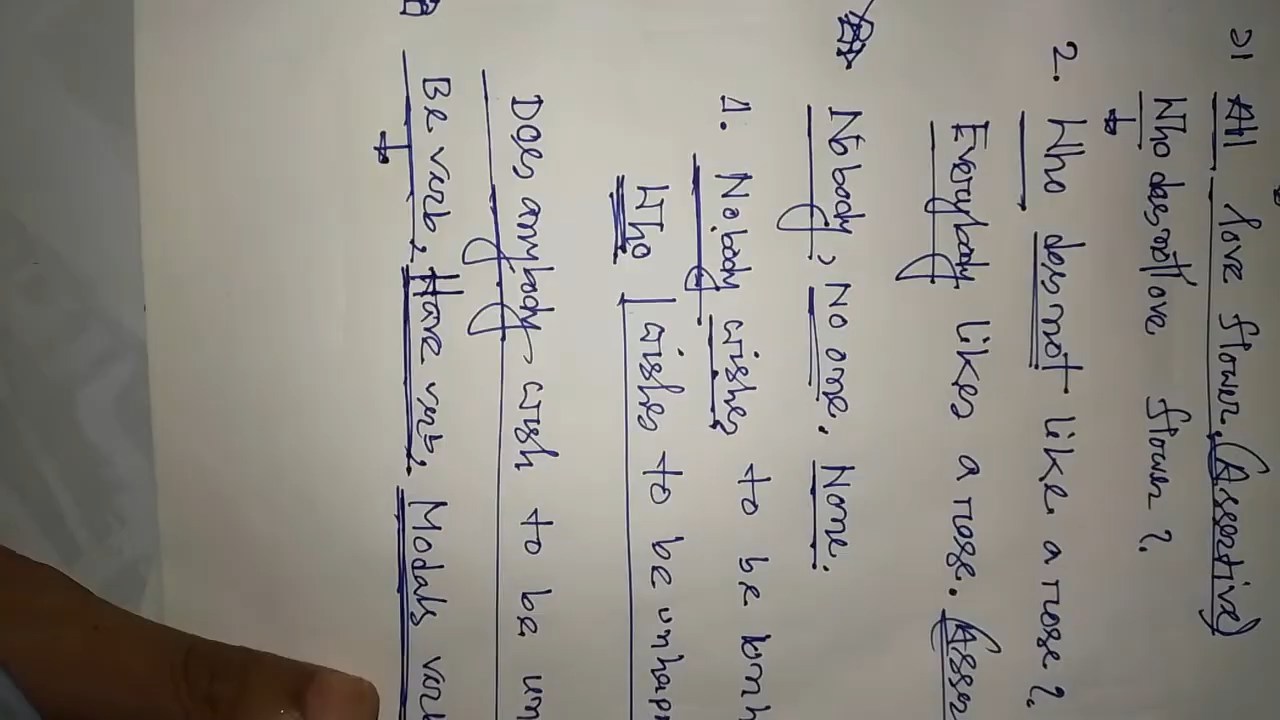 All love flower. (Assertive)
Who does not love flower?
2. Who does not like a rose?
Everybody likes a rose. (Asser
Nobody, No one, None.
1. Nobody wishes to be unh
Who wishes to be unhapp
Does anybody wish to be un
Be verb, Have verb, Modals verb